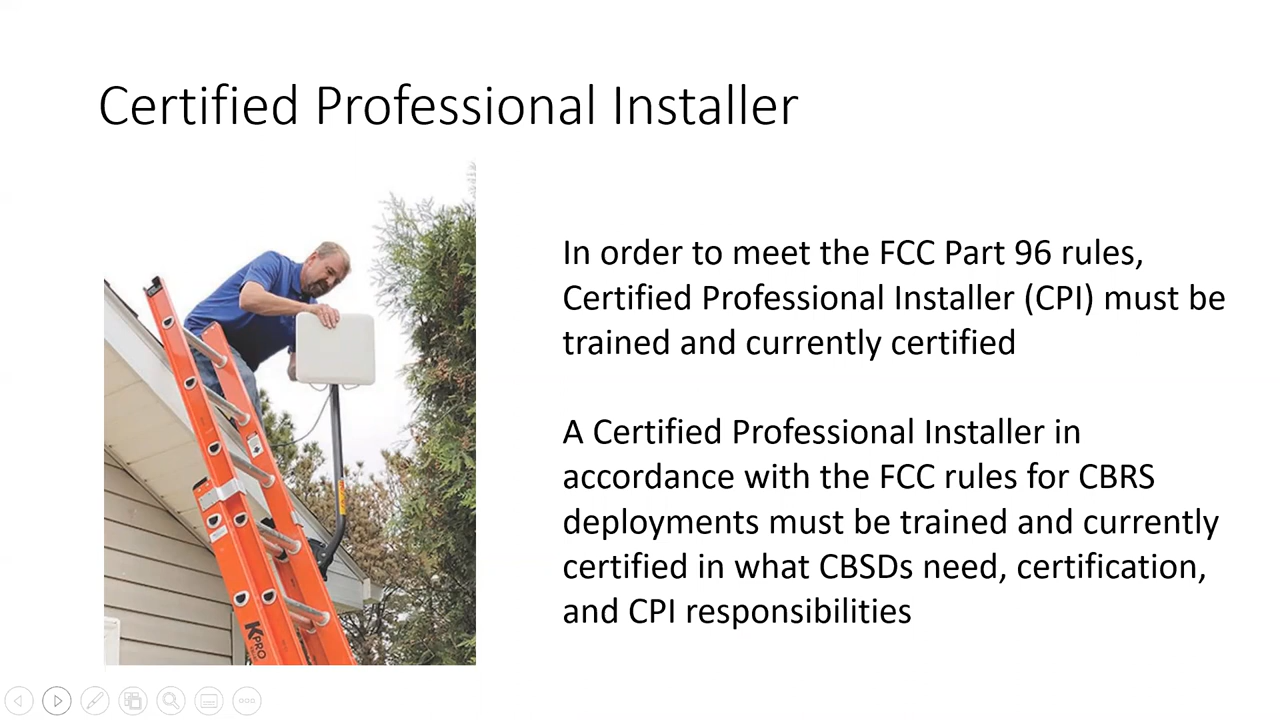 Certified Professional Installer
In order to meet the FCC Part 96 rules,
Certified Professional Installer (CPI) must be
trained and currently certified
A Certified Professional Installer in
accordance with the FCC rules for CBRS
deployments must be trained and currently
certified in what CBSDs need, certification,
and CPI responsibilities
KPRO